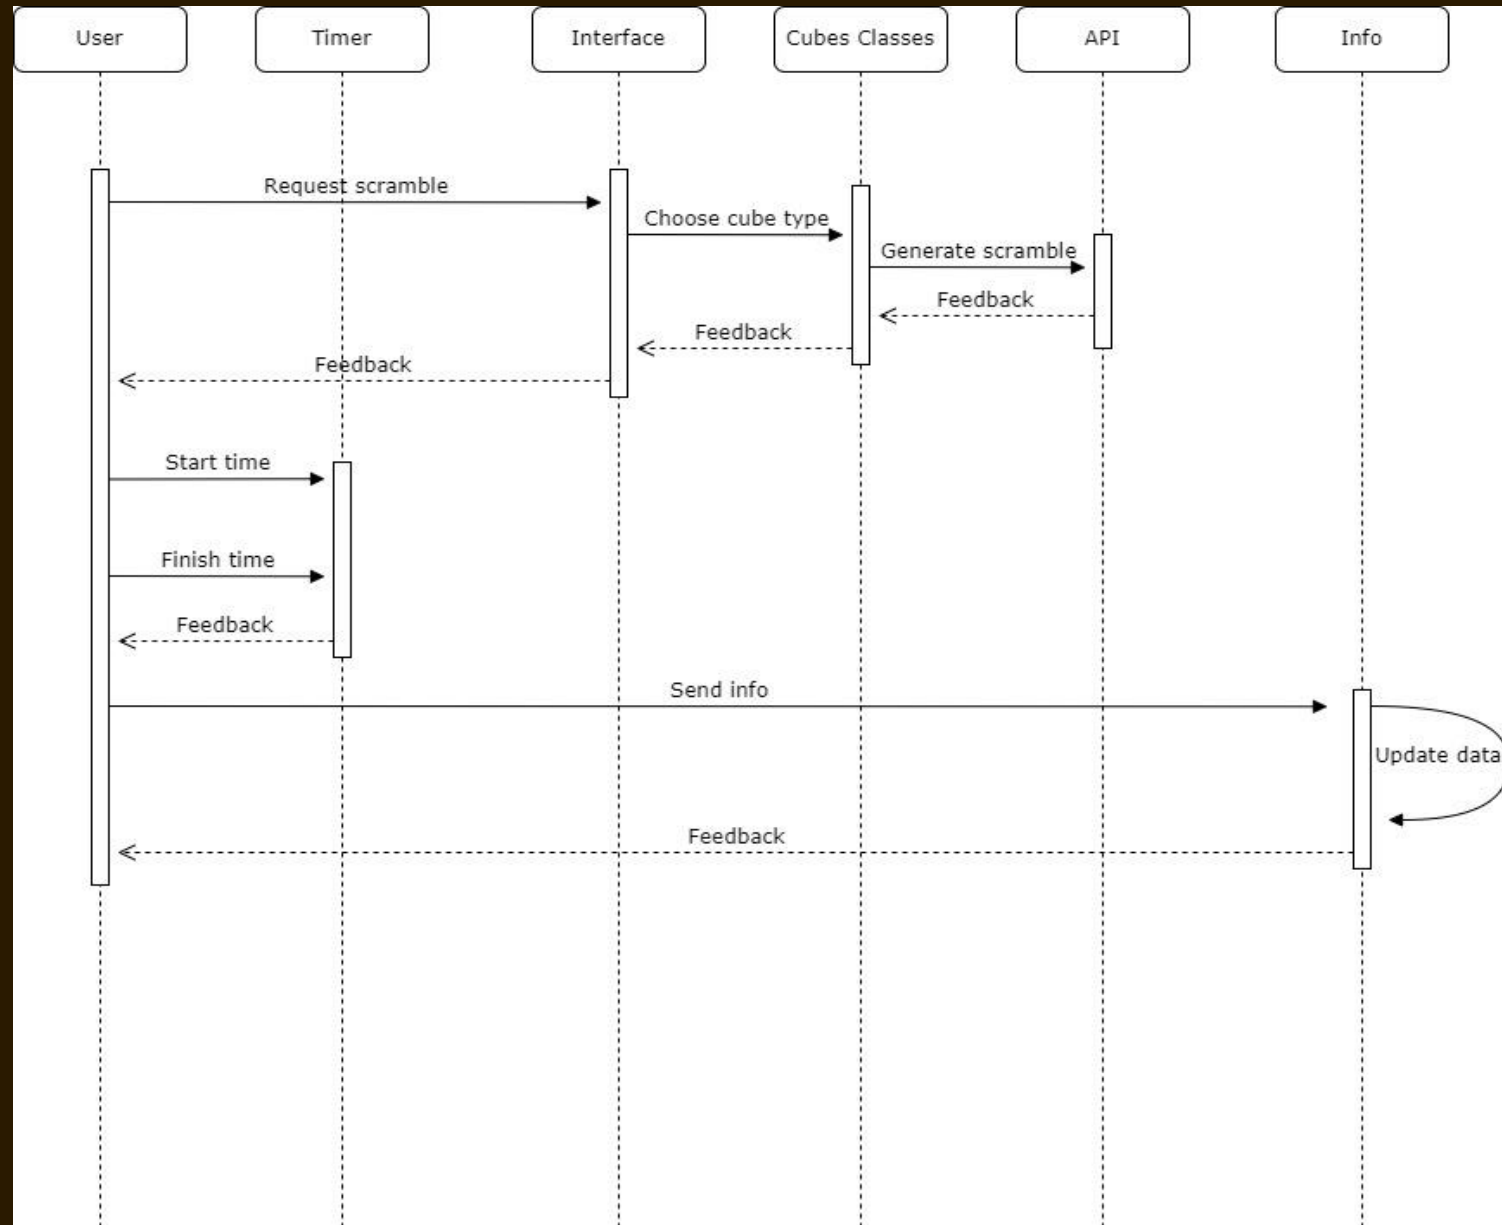 User
Timer
Interface
Cubes Classes
API
Info
Request scramble
Choose cube type
Generate scramble
Feedback
Feedback
Feedback
Start time
Finish time
Feedback
Send info
Update data
Feedback